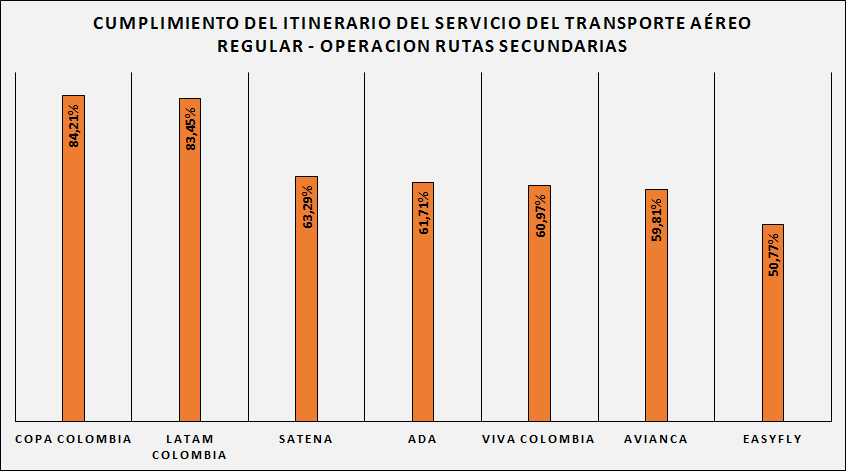 CUMPLIMIENTO DEL ITINERARIO DEL SERVICIO DEL TRANSPORTE AÉREO
REGULAR - OPERACION RUTAS SECUNDARIAS
84,21%
83,45%
63,29%
61,71%
60,97%
59,81%
50,77%
COPA COLOMBIA
LATAM
COLOMBIA
SATENA
ADA
VIVA COLOMBIA
AVIANCA
EASYFLY